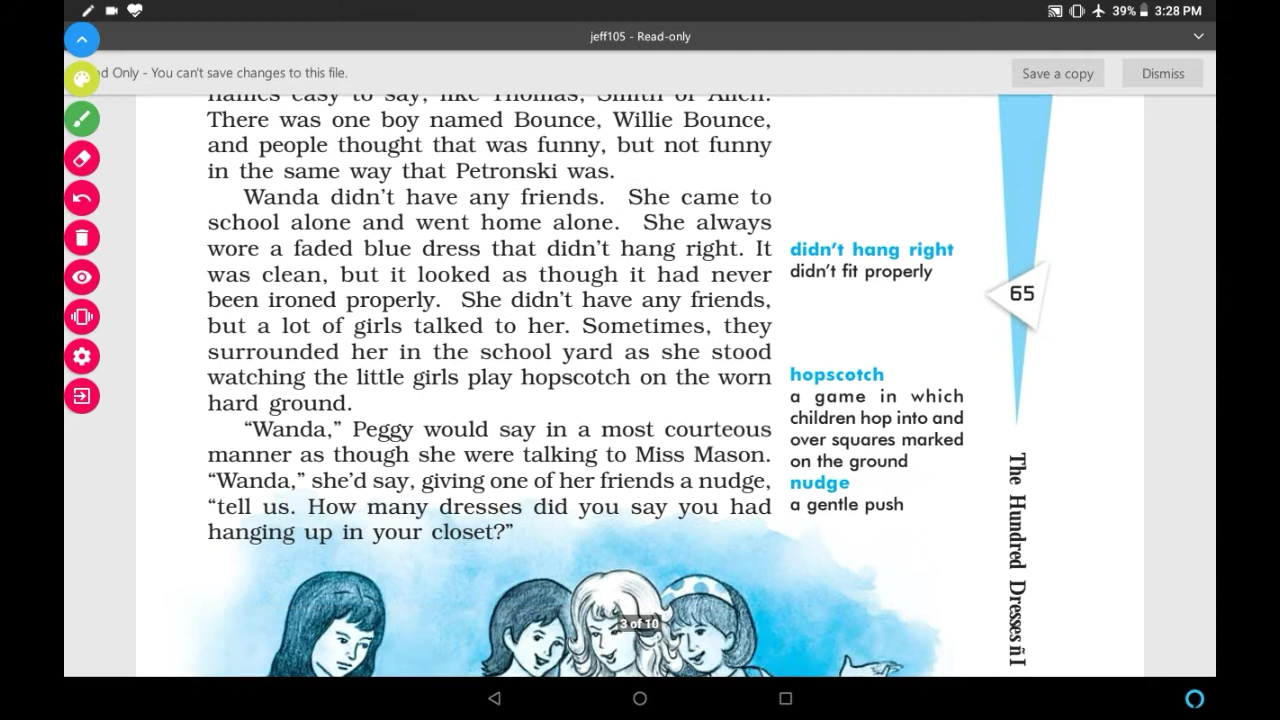 39% 3:28 PM
jeff105 - Read-only
d Only - You can't save changes to this file.
Save a copy
Dismiss
names easy to say, like Thomas, Smith or Allen.
There was one boy named Bounce, Willie Bounce,
and people thought that was funny, but not funny
in the same way that Petronski was.
Wanda didn't have any friends. She came to
school alone and went home alone. She always
wore a faded blue dress that didn't hang right. It
was clean, but it looked as though it had never
been ironed properly. She didn't have any friends,
but a lot of girls talked to her. Sometimes, they
surrounded her in the school yard as she stood
watching the little girls play hopscotch on the worn
hard ground.
“Wanda,” Peggy would say in a most courteous
manner as though she were talking to Miss Mason.
“Wanda,” she'd say, giving one of her friends a nudge,
“tell us. How many dresses did you say you had
hanging up in your closet?”
didn't hang right
didn't fit properly
hopscotch
a game in which
children hop into and
over squares marked
on the ground
nudge
a gentle push
65
The Hundred Dresses ñ I
3 of 10